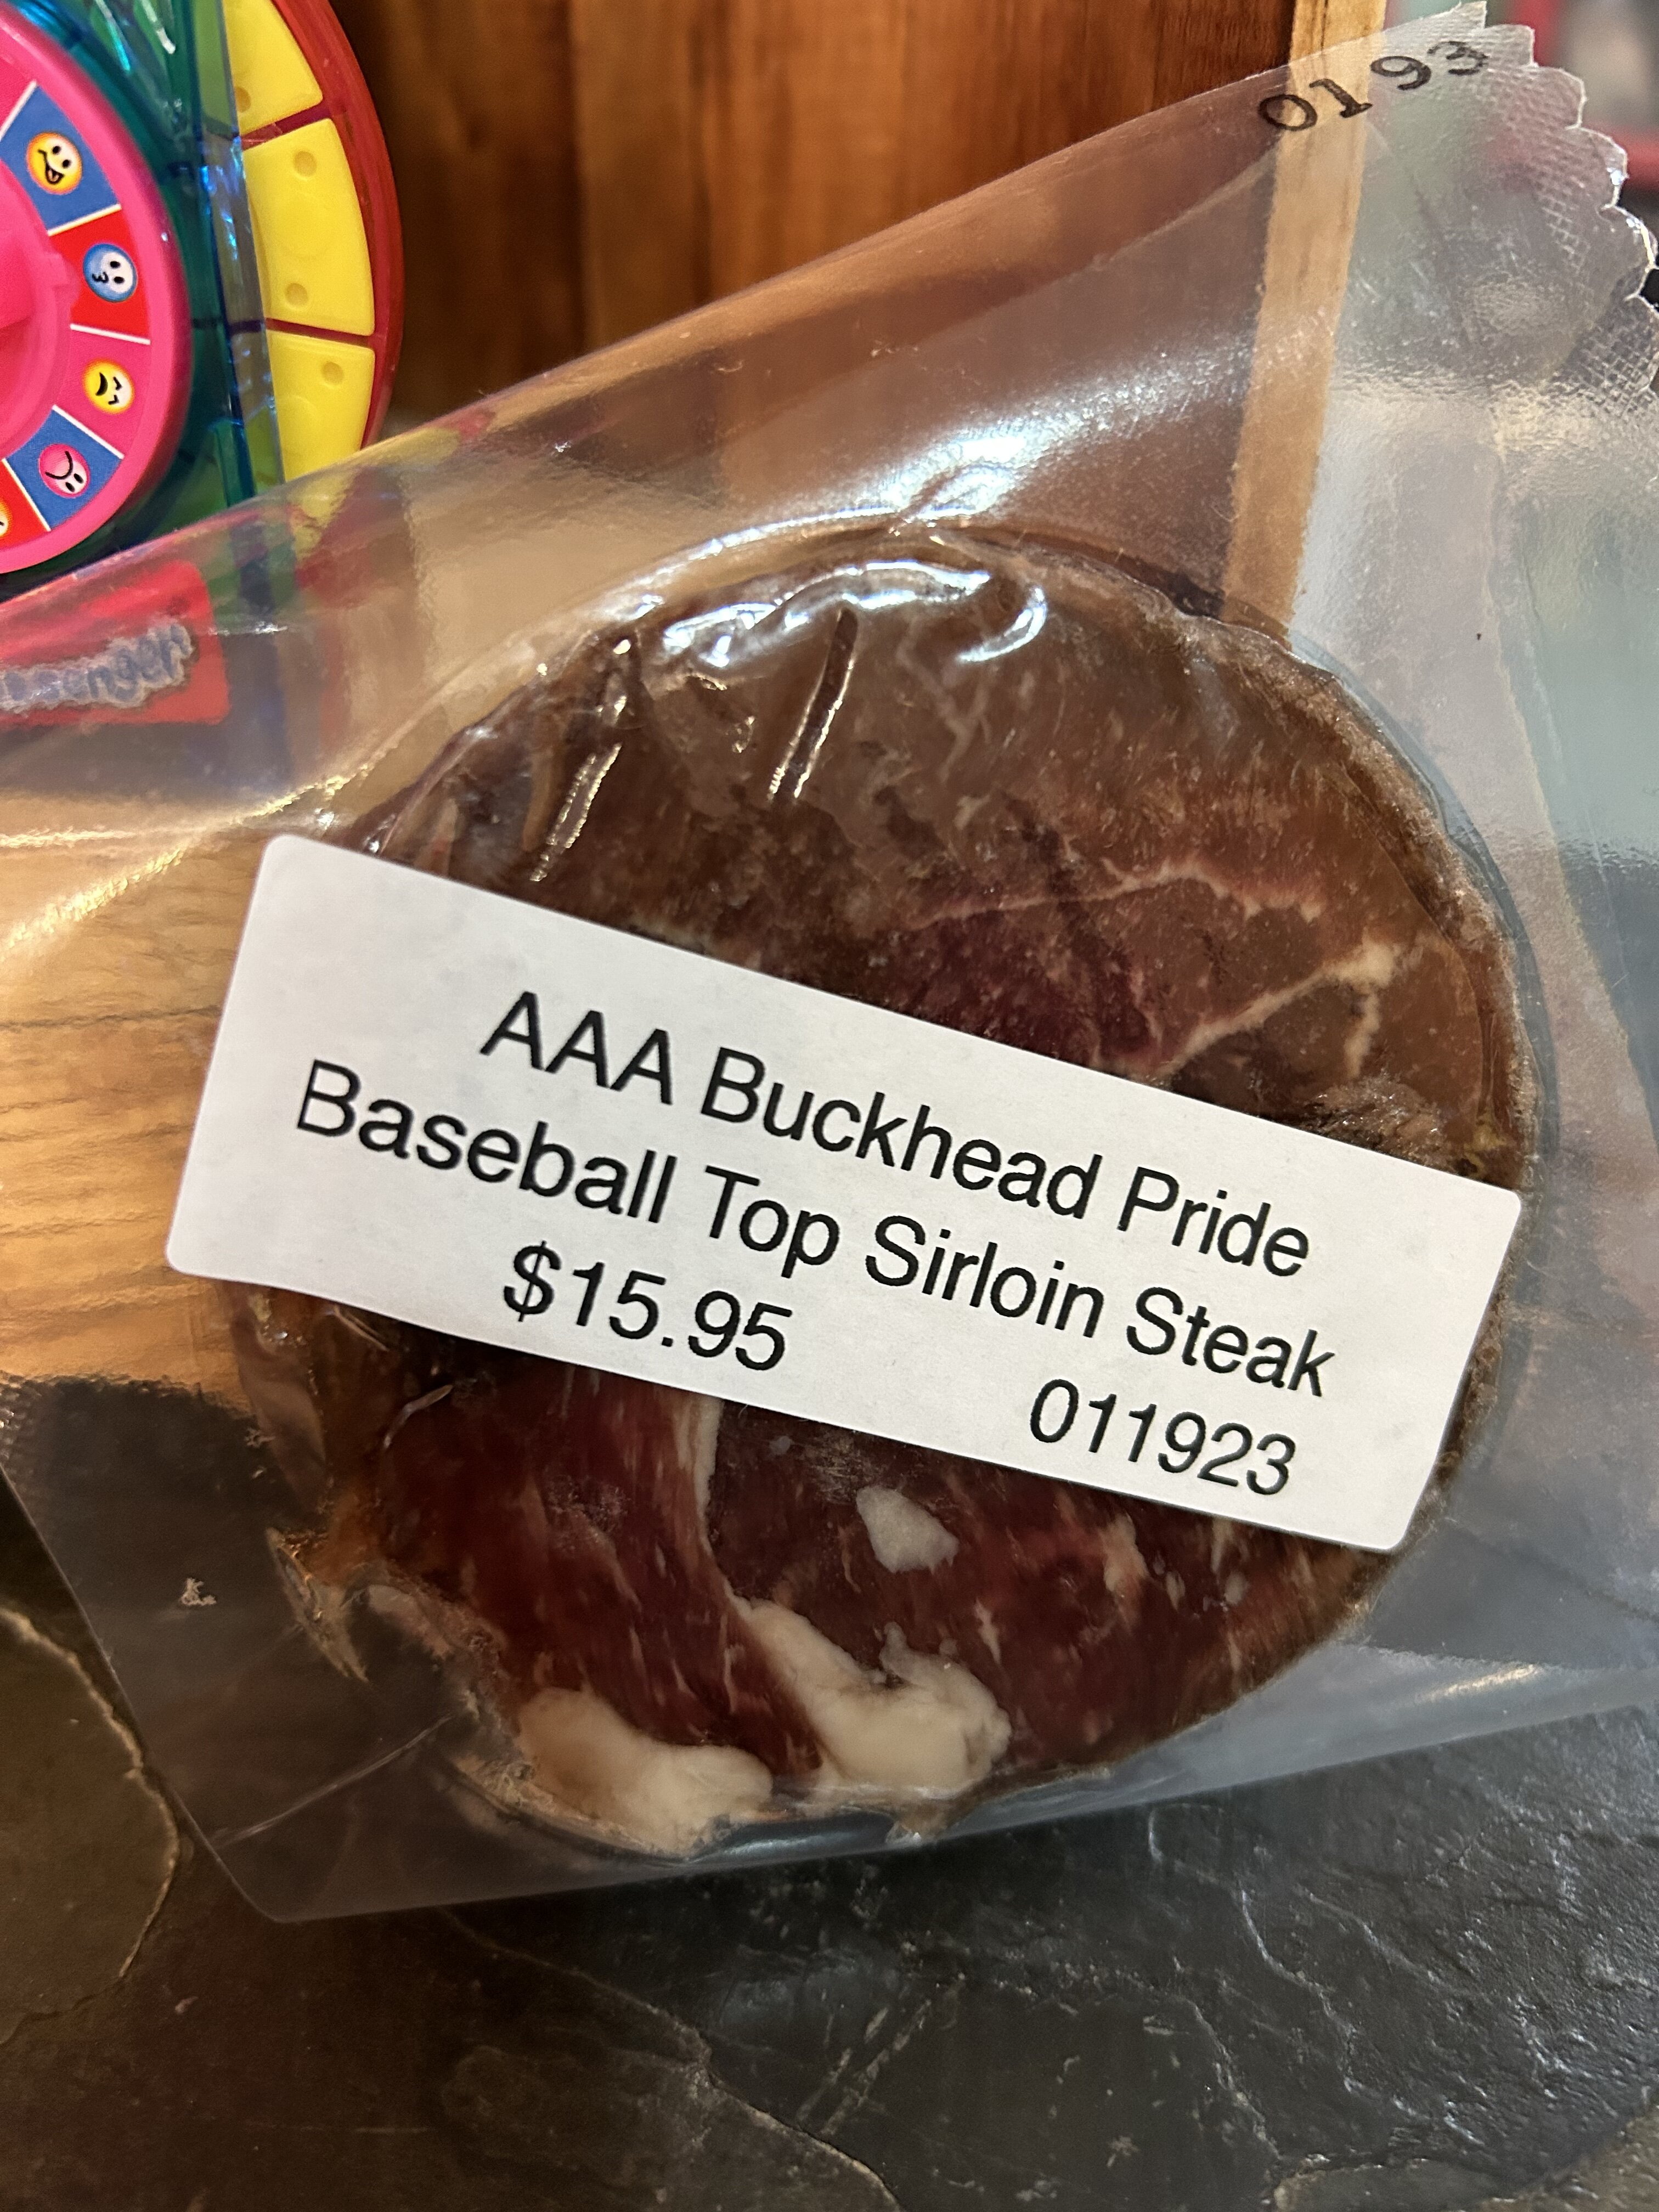 0193
AAA Buckhead Pride
Baseball Top Sirloin Steak
$15.95
011923